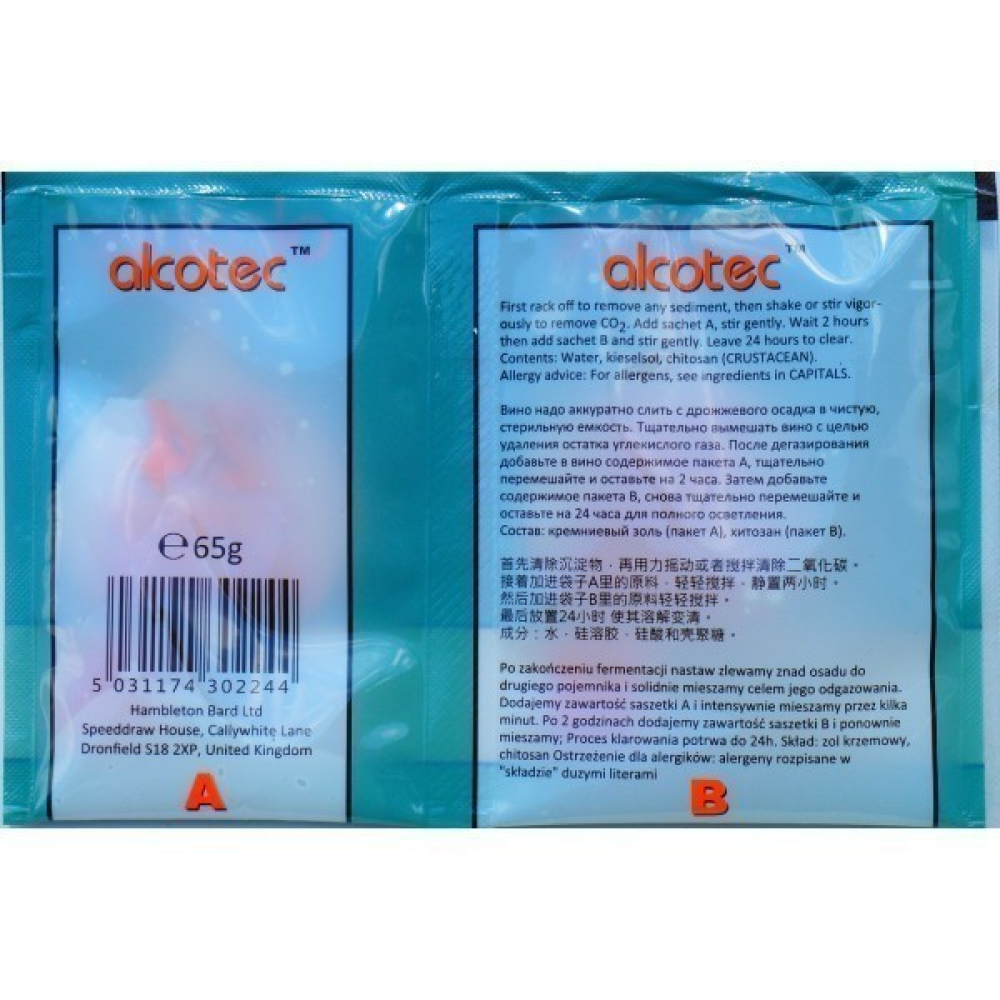 alcotec™
℮65g
5 031174 302244
Hambleton Bard Ltd
Speeddraw House, Callywhite Lane
Dronfield S18 2XP, United Kingdom
A
alcotec™
First rack off to remove any sediment, then shake or stir vigor-
ously to remove CO₂. Add sachet A, stir gently. Wait 2 hours
then add sachet B and stir gently. Leave 24 hours to clear.
Contents: Water, kieselsol, chitosan (CRUSTACEAN).
Allergy advice: For allergens, see ingredients in CAPITALS.
Вино надо аккуратно слить с дрожжевого осадка в чистую,
стерильную емкость. Тщательно вымешать вино с целью
удаления остатка углекислого газа. После дегазирования
добавьте в вино содержимое пакета А, тщательно
перемешайте и оставьте на 2 часа. Затем добавьте
содержимое пакета В, снова тщательно перемешайте и
оставьте на 24 часа для полного осветления.
Состав: кремниевый золь (пакет А), хитозан (пакет В).
首先清除沉淀物，再用力摇动或者搅拌清除二氧化碳。
接着加进袋子A里的原料，轻轻搅拌，静置两小时。
然后加进袋子B里的原料轻轻搅拌。
最后放置24小时 使其溶解变清。
成分：水，硅溶胶，硅酸和壳聚糖。
Po zakończeniu fermentacji nastaw zlewamy znad osadu do
drugiego pojemnika i solidnie mieszamy celem jego odgazowania.
Dodajemy zawartość saszetki A i intensywnie mieszamy przez kilka
minut. Po 2 godzinach dodajemy zawartość saszetki B i ponownie
mieszamy; Proces klarowania potrwa do 24h. Skład: zol krzemowy,
chitosan Ostrzeżenie dla alergików: alergeny rozpisane w
"składzie" duzymi literami
B